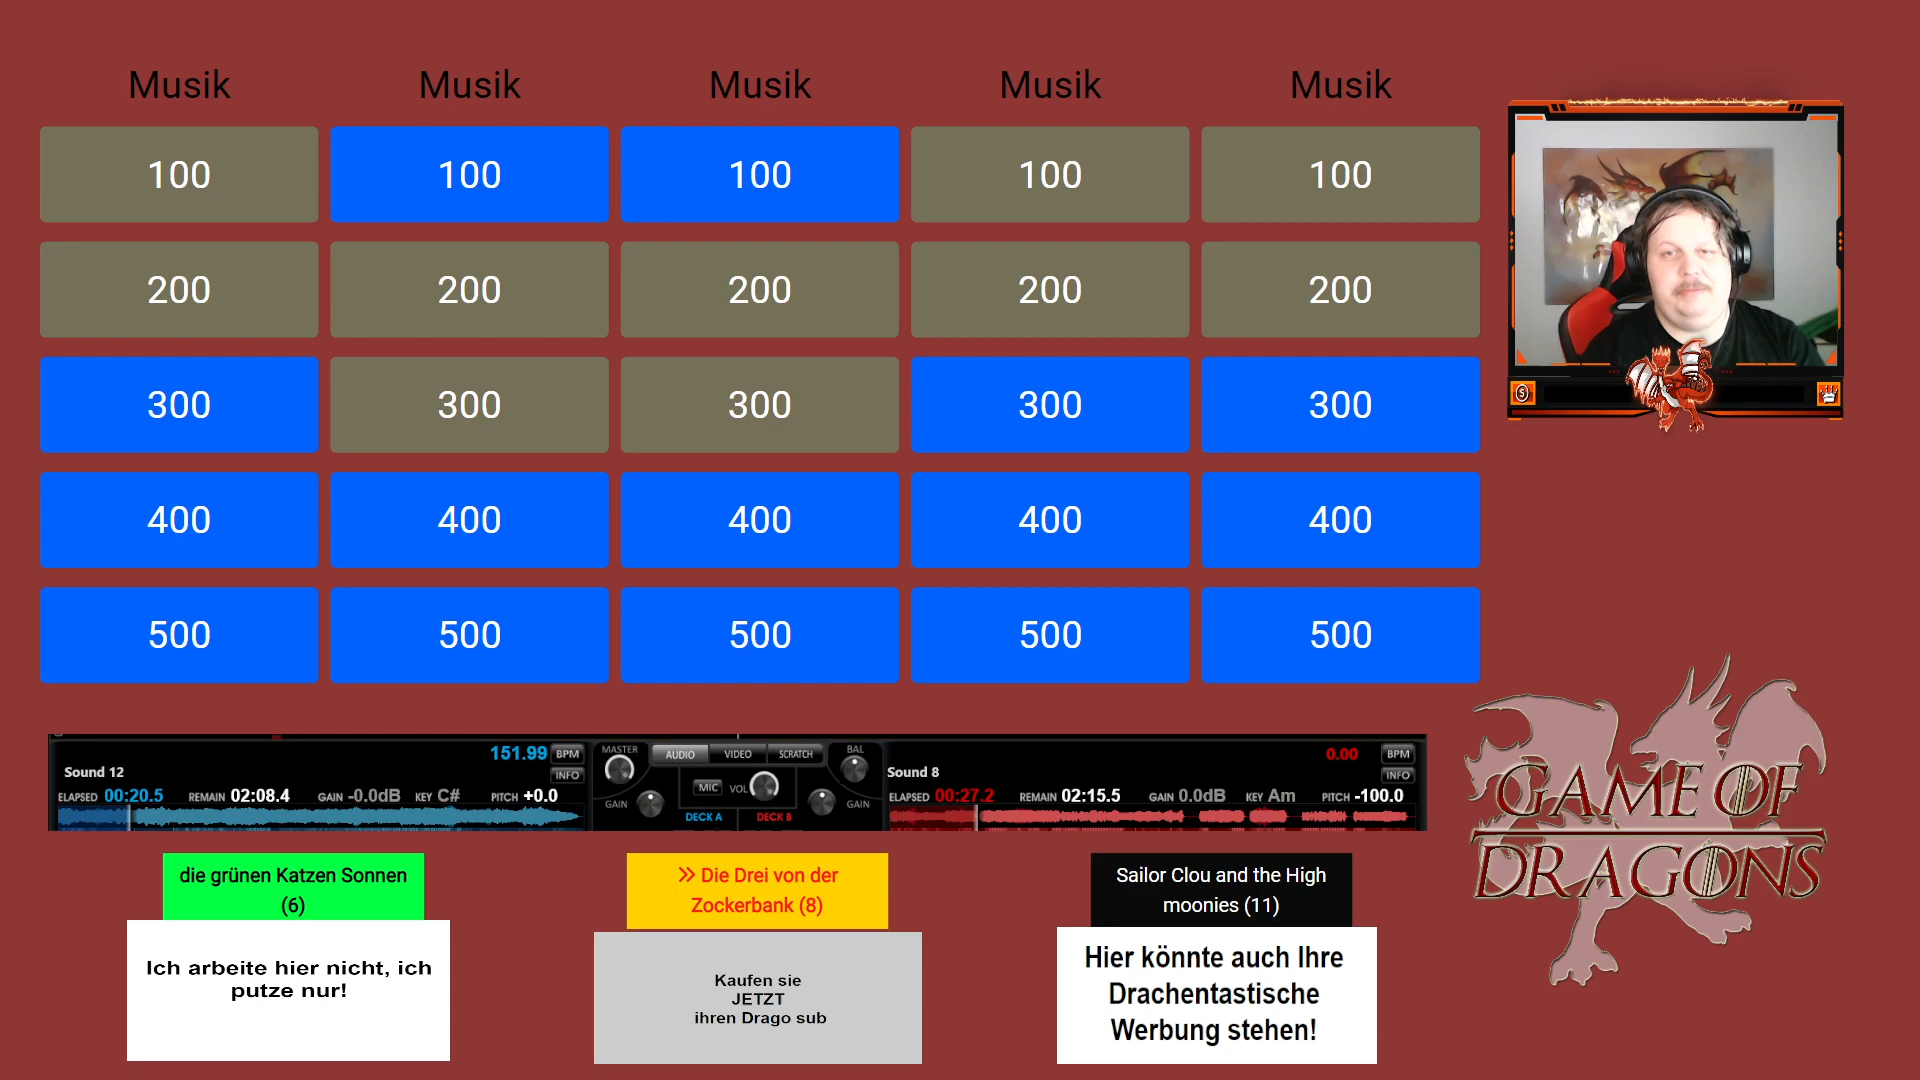 Musik Musik Musik Musik Musik
100 100 100 100 100
200 200 200 200 200
300 300 300 300 300
400 400 400 400 400
500 500 500 500 500
151.99 BPM
Sound 12 INFO
ELAPSED 00:20.5 REMAIN 02:08.4 GAIN -0.0dB KEY C# PITCH +0.0
MASTER AUDIO VIDEO SCRATCH BAL
MIC VOL
GAIN GAIN
DECK A DECK B
0.00 BPM
Sound 8 INFO
ELAPSED 00:27.2 REMAIN 02:15.5 GAIN 0.0dB KEY Am PITCH -100.0
die grünen Katzen Sonnen
(6)
Ich arbeite hier nicht, ich
putze nur!
Die Drei von der
Zockerbank (8)
Kaufen sie
JETZT
ihren Drago sub
Sailor Clou and the High
moonies (11)
Hier könnte auch Ihre
Drachentastische
Werbung stehen!
GAME OF
DRAGONS